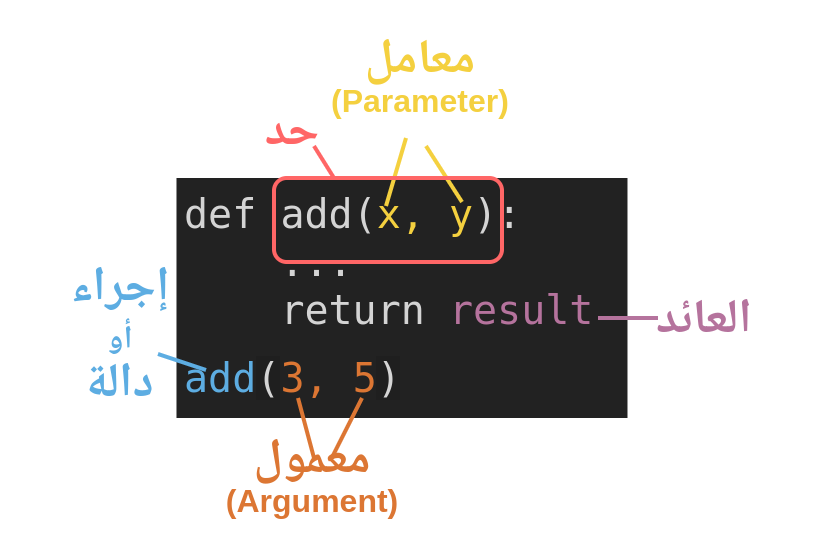 معامل
(Parameter)
حد
def add(x, y):
...
return result
العائد
إجراء
أو
دالة
add(3, 5)
معمول
(Argument)